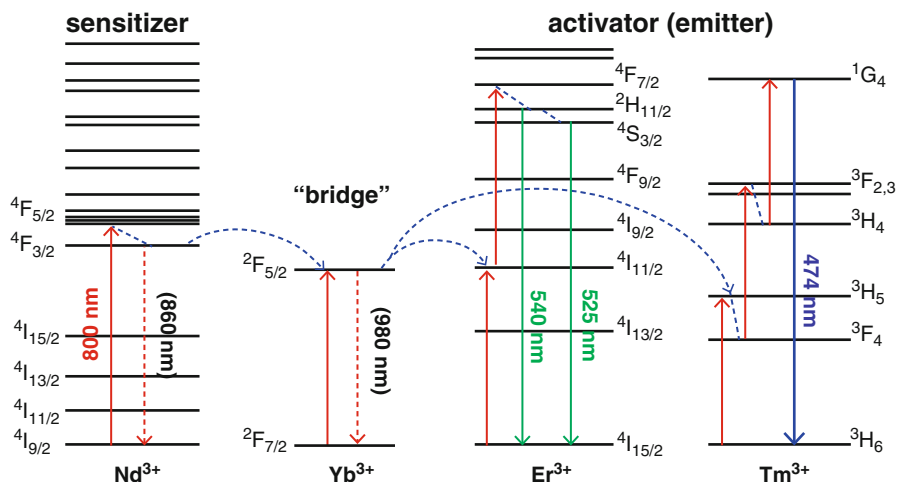 sensitizer
activator (emitter)
"bridge"
⁴F₅/₂
⁴F₃/₂
⁴I₁₅/₂
⁴I₁₃/₂
⁴I₁₁/₂
⁴I₉/₂
800 nm
(860 nm)
Nd³⁺
²F₅/₂
²F₇/₂
(980 nm)
Yb³⁺
⁴F₇/₂
²H₁₁/₂
⁴S₃/₂
⁴F₉/₂
⁴I₉/₂
⁴I₁₁/₂
⁴I₁₃/₂
⁴I₁₅/₂
540 nm
525 nm
Er³⁺
¹G₄
³F₂,₃
³H₄
³H₅
³F₄
³H₆
474 nm
Tm³⁺